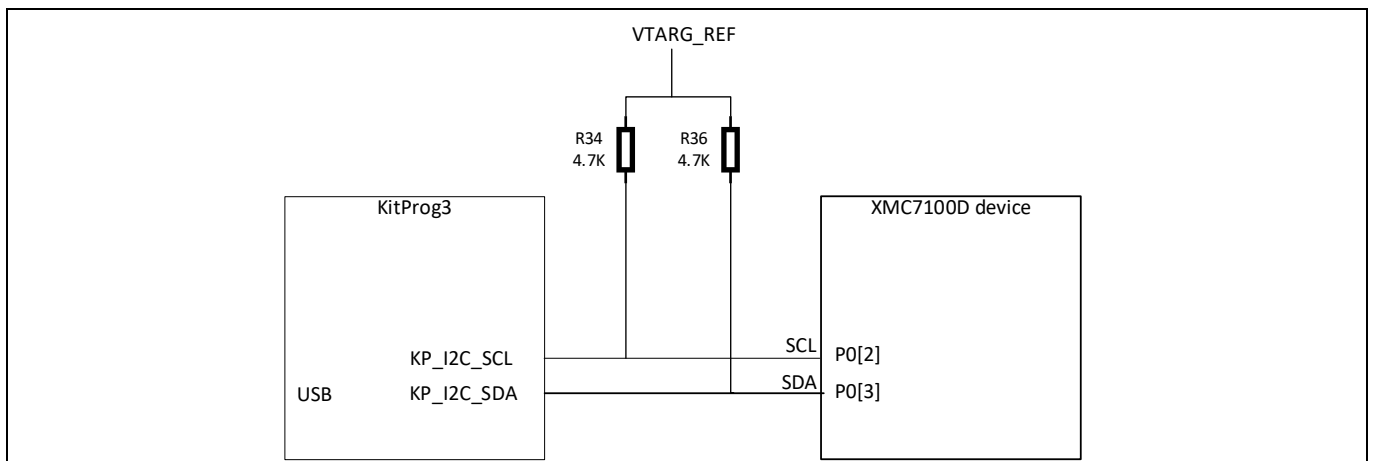 VTARG_REF
R34
4.7K
R36
4.7K
KitProg3
XMC7100D device
KP_I2C_SCL
SCL
P0[2]
USB
KP_I2C_SDA
SDA
P0[3]